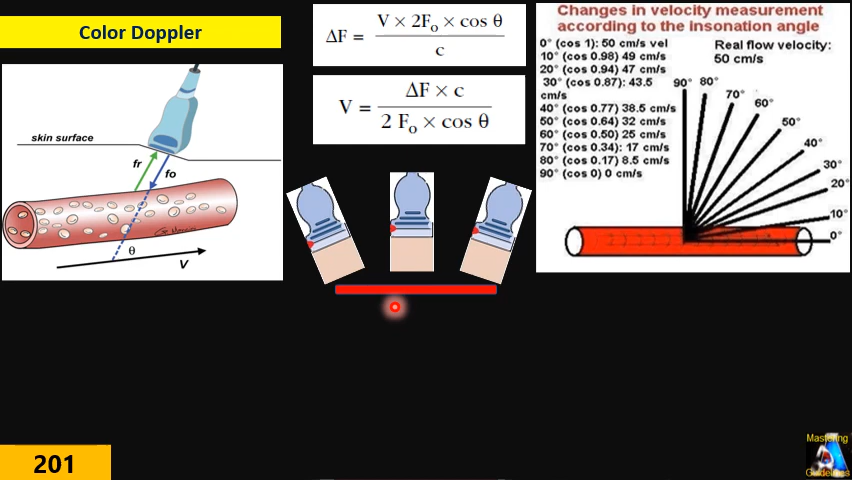 Color Doppler
skin surface
fr
fo
θ
V
ΔF = V × 2Fo × cos θ
c
V = ΔF × c
2 Fo × cos θ
Changes in velocity measurement
according to the insonation angle
0° (cos 1): 50 cm/s vel
10° (cos 0.98) 49 cm/s
20° (cos 0.94) 47 cm/s
30° (cos 0.87): 43.5
cm/s
40° (cos 0.77) 38.5 cm/s
50° (cos 0.64) 32 cm/s
60° (cos 0.50) 25 cm/s
70° (cos 0.34): 17 cm/s
80° (cos 0.17) 8.5 cm/s
90° (cos 0) 0 cm/s
Real flow velocity:
50 cm/s
90°
80°
70°
60°
50°
40°
30°
20°
10°
0°
201
Mastering
Guidelines